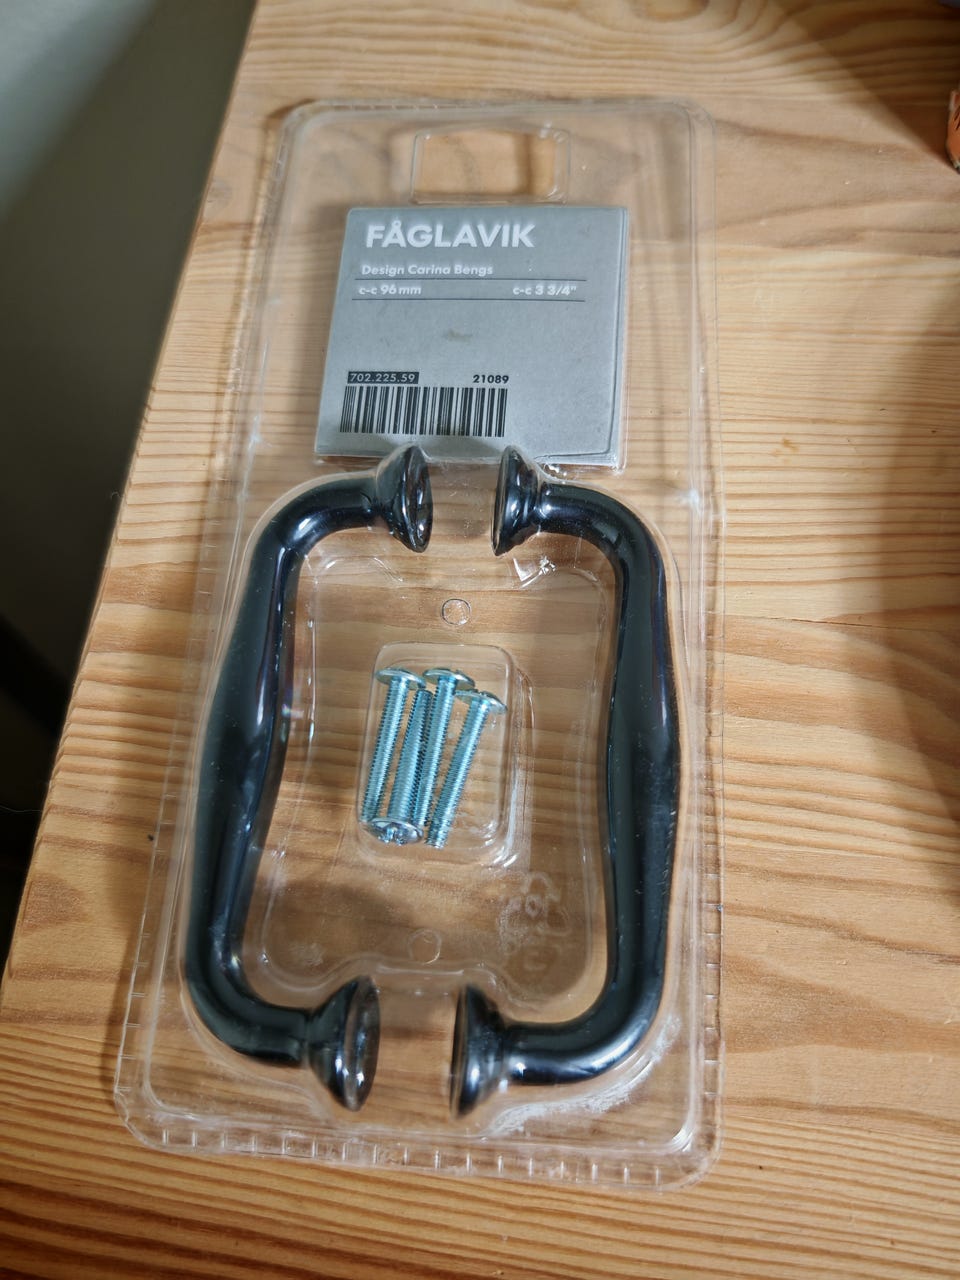 FÅGLAVIK
Design Carina Bengs
c-c 96 mm c-c 3 3/4"
702.225.59 21089